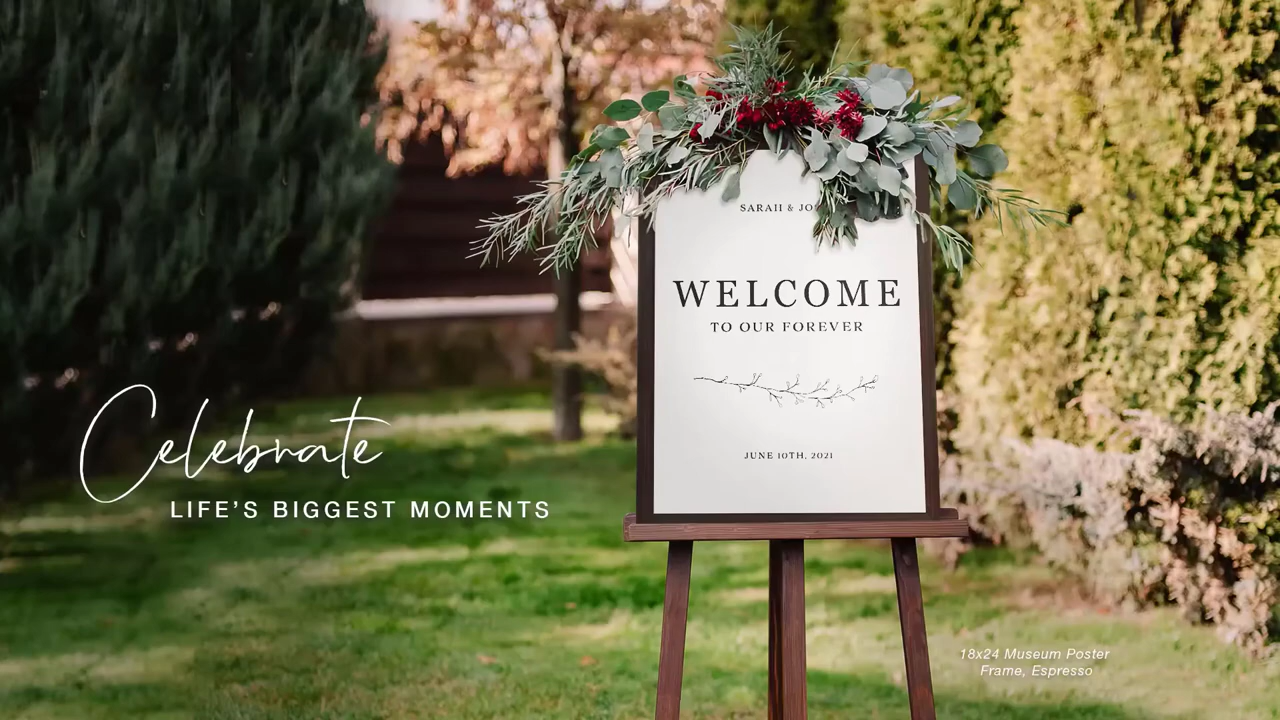 SARAH & JO
WELCOME
TO OUR FOREVER
JUNE 10TH, 2021
Celebrate
LIFE'S BIGGEST MOMENTS
18x24 Museum Poster
Frame, Espresso